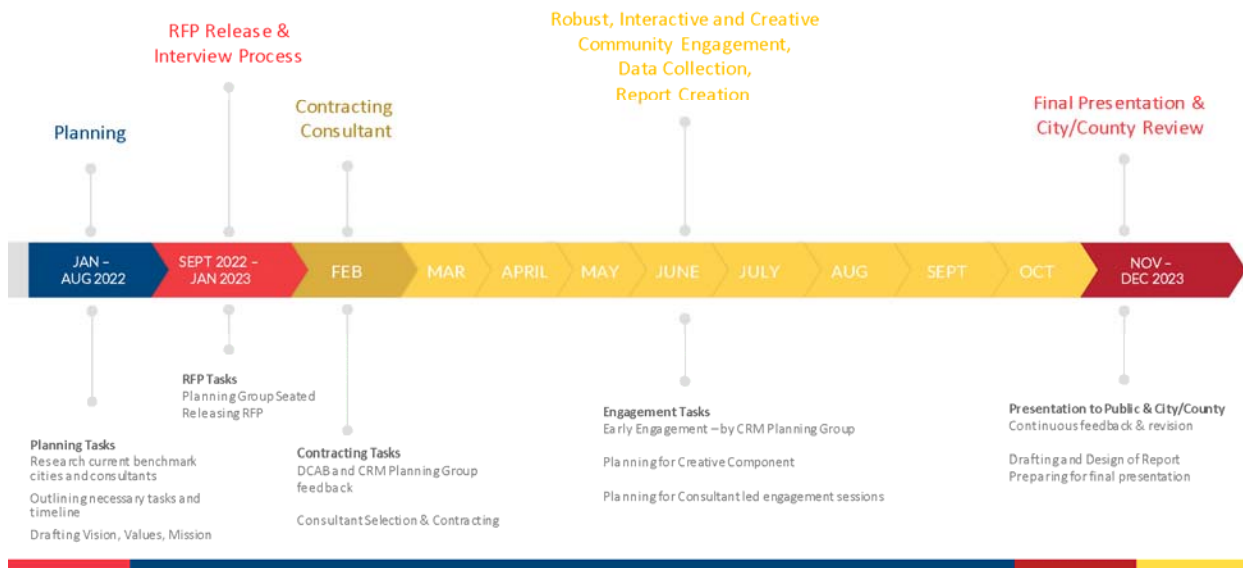 RFP Release &
Interview Process
Robust, Interactive and Creative
Community Engagement,
Data Collection,
Report Creation
Contracting
Consultant
Final Presentation &
City/County Review
Planning
JAN –
AUG 2022
SEPT 2022 –
JAN 2023
FEB
MAR
APRIL
MAY
JUNE
JULY
AUG
SEPT
OCT
NOV –
DEC 2023
RFP Tasks
Planning Group Seated
Releasing RFP
Planning Tasks
Research current benchmark
cities and consultants
Outlining necessary tasks and
timeline
Drafting Vision, Values, Mission
Contracting Tasks
DCAB and CRM Planning Group
feedback
Consultant Selection & Contracting
Engagement Tasks
Early Engagement – by CRM Planning Group
Planning for Creative Component
Planning for Consultant led engagement sessions
Presentation to Public & City/County
Continuous feedback & revision
Drafting and Design of Report
Preparing for final presentation